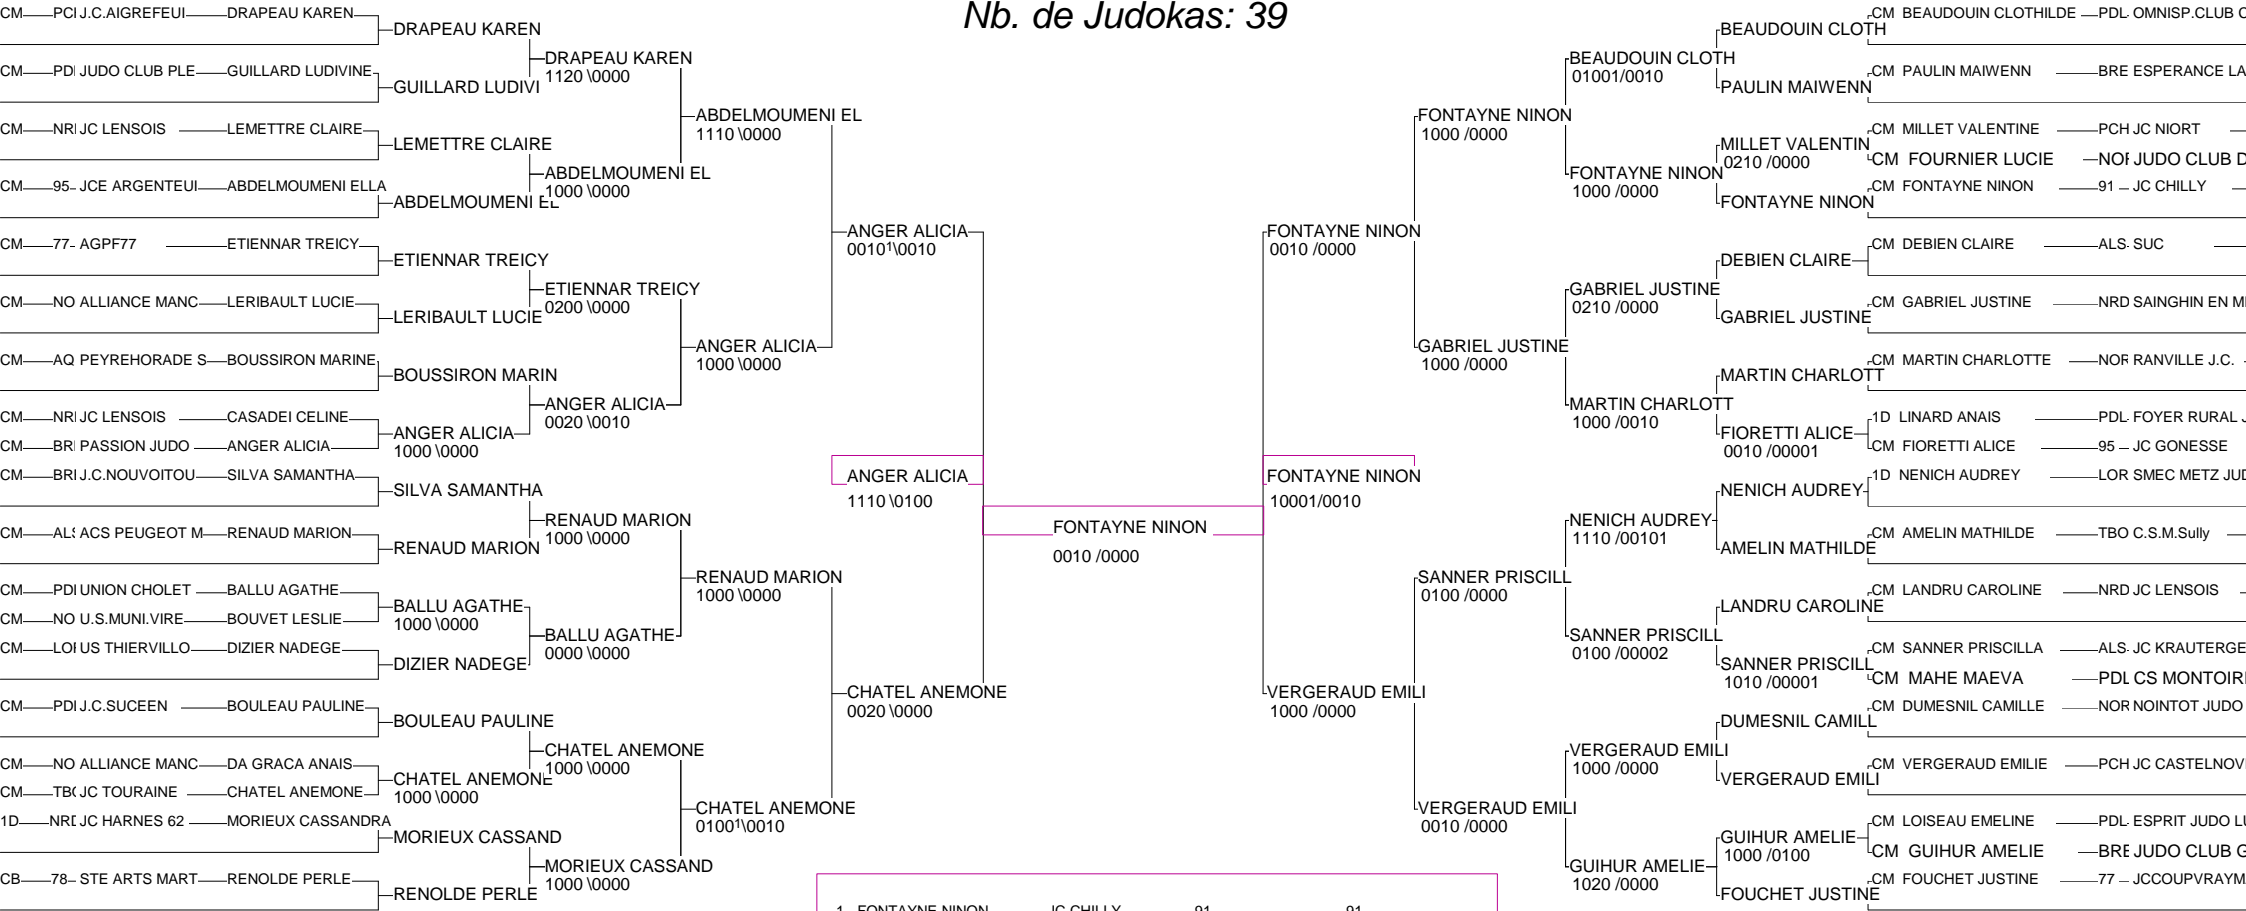 Nb. de Judokas: 39
CM PCI J.C.AIGREFEUI DRAPEAU KAREN
CM PDI JUDO CLUB PLE GUILLARD LUDIVINE
CM NRI JC LENSOIS LEMETTRE CLAIRE
CM 95 JCE ARGENTEUI ABDELMOUMENI ELLA
CM 77 AGPF77 ETIENNAR TREICY
CM NO ALLIANCE MANC LERIBAULT LUCIE
CM AQ PEYREHORADE S BOUSSIRON MARINE
CM NRI JC LENSOIS CASADEI CELINE
CM BRI PASSION JUDO ANGER ALICIA
CM BRI J.C.NOUVOITOU SILVA SAMANTHA
CM ALS ACS PEUGEOT M RENAUD MARION
CM PDI UNION CHOLET BALLU AGATHE
CM NO U.S.MUNI.VIRE BOUVET LESLIE
CM LOI US THIERVILLO DIZIER NADEGE
CM PDI J.C.SUCEEN BOULEAU PAULINE
CM NO ALLIANCE MANC DA GRACA ANAIS
CM TBO JC TOURAINE CHATEL ANEMONE
1D NRD JC HARNES 62 MORIEUX CASSANDRA
CB 78 STE ARTS MART RENOLDE PERLE
DRAPEAU KAREN
GUILLARD LUDIVI
LEMETTRE CLAIRE
ABDELMOUMENI EL
ETIENNAR TREICY
LERIBAULT LUCIE
BOUSSIRON MARIN
ANGER ALICIA
1000 \0000
SILVA SAMANTHA
RENAUD MARION
BALLU AGATHE
1000 \0000
DIZIER NADEGE
BOULEAU PAULINE
CHATEL ANEMONE
1000 \0000
MORIEUX CASSAND
RENOLDE PERLE
DRAPEAU KAREN
1120 \0000
ABDELMOUMENI EL
1000 \0000
ETIENNAR TREICY
0200 \0000
ANGER ALICIA
0020 \0010
RENAUD MARION
1000 \0000
BALLU AGATHE
0000 \0000
CHATEL ANEMONE
1000 \0000
MORIEUX CASSAND
1000 \0000
ABDELMOUMENI EL
1110 \0000
ANGER ALICIA
1000 \0000
RENAUD MARION
1000 \0000
CHATEL ANEMONE
01001\0010
ANGER ALICIA
00101\0010
CHATEL ANEMONE
0020 \0000
ANGER ALICIA
1110 \0100
FONTAYNE NINON
0010 /0000
FONTAYNE NINON
10001/0010
FONTAYNE NINON
0010 /0000
VERGERAUD EMILI
1000 /0000
FONTAYNE NINON
1000 /0000
GABRIEL JUSTINE
1000 /0000
SANNER PRISCILL
0100 /0000
VERGERAUD EMILI
0010 /0000
BEAUDOUIN CLOTH
01001/0010
FONTAYNE NINON
1000 /0000
GABRIEL JUSTINE
0210 /0000
MARTIN CHARLOTT
1000 /0010
NENICH AUDREY
1110 /00101
SANNER PRISCILL
0100 /00002
VERGERAUD EMILI
1000 /0000
GUIHUR AMELIE
1020 /0000
BEAUDOUIN CLOTH
PAULIN MAIWENN
MILLET VALENTIN
0210 /0000
FONTAYNE NINON
DEBIEN CLAIRE
GABRIEL JUSTINE
MARTIN CHARLOTT
FIORETTI ALICE
0010 /00001
NENICH AUDREY
AMELIN MATHILDE
LANDRU CAROLINE
SANNER PRISCILL
1010 /00001
DUMESNIL CAMILL
VERGERAUD EMILI
GUIHUR AMELIE
1000 /0100
FOUCHET JUSTINE
CM BEAUDOUIN CLOTHILDE PDL OMNISP.CLUB C
CM PAULIN MAIWENN BRE ESPERANCE LA
CM MILLET VALENTINE PCH JC NIORT
CM FOURNIER LUCIE NOR JUDO CLUB D
CM FONTAYNE NINON 91 JC CHILLY
CM DEBIEN CLAIRE ALS SUC
CM GABRIEL JUSTINE NRD SAINGHIN EN M
CM MARTIN CHARLOTTE NOR RANVILLE J.C.
1D LINARD ANAIS PDL FOYER RURAL J
CM FIORETTI ALICE 95 JC GONESSE
1D NENICH AUDREY LOR SMEC METZ JUD
CM AMELIN MATHILDE TBO C.S.M.Sully
CM LANDRU CAROLINE NRD JC LENSOIS
CM SANNER PRISCILLA ALS JC KRAUTERGE
CM MAHE MAEVA PDL CS MONTOIR
CM DUMESNIL CAMILLE NOR NOINTOT JUDO
CM VERGERAUD EMILIE PCH JC CASTELNOV
CM LOISEAU EMELINE PDL ESPRIT JUDO LU
CM GUIHUR AMELIE BRE JUDO CLUB G
CM FOUCHET JUSTINE 77 JCCOUPVRAYM
1 FONTAYNE NINON JC CHILLY 91 91